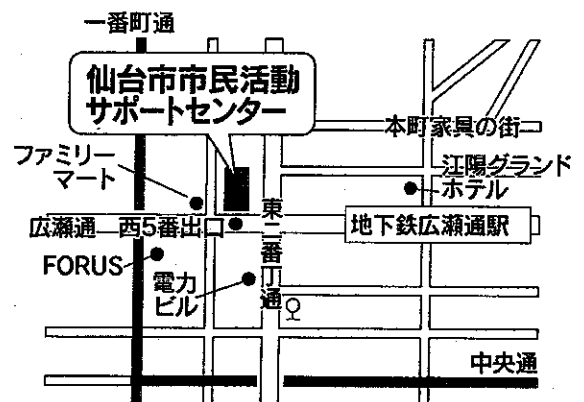 一番町通
仙台市市民活動
サポートセンター
本町家具の街
ファミリー
マート
江陽グランド
ホテル
広瀬通
西5番出口
東二番丁通
地下鉄広瀬通駅
FORUS
電力
ビル
中央通